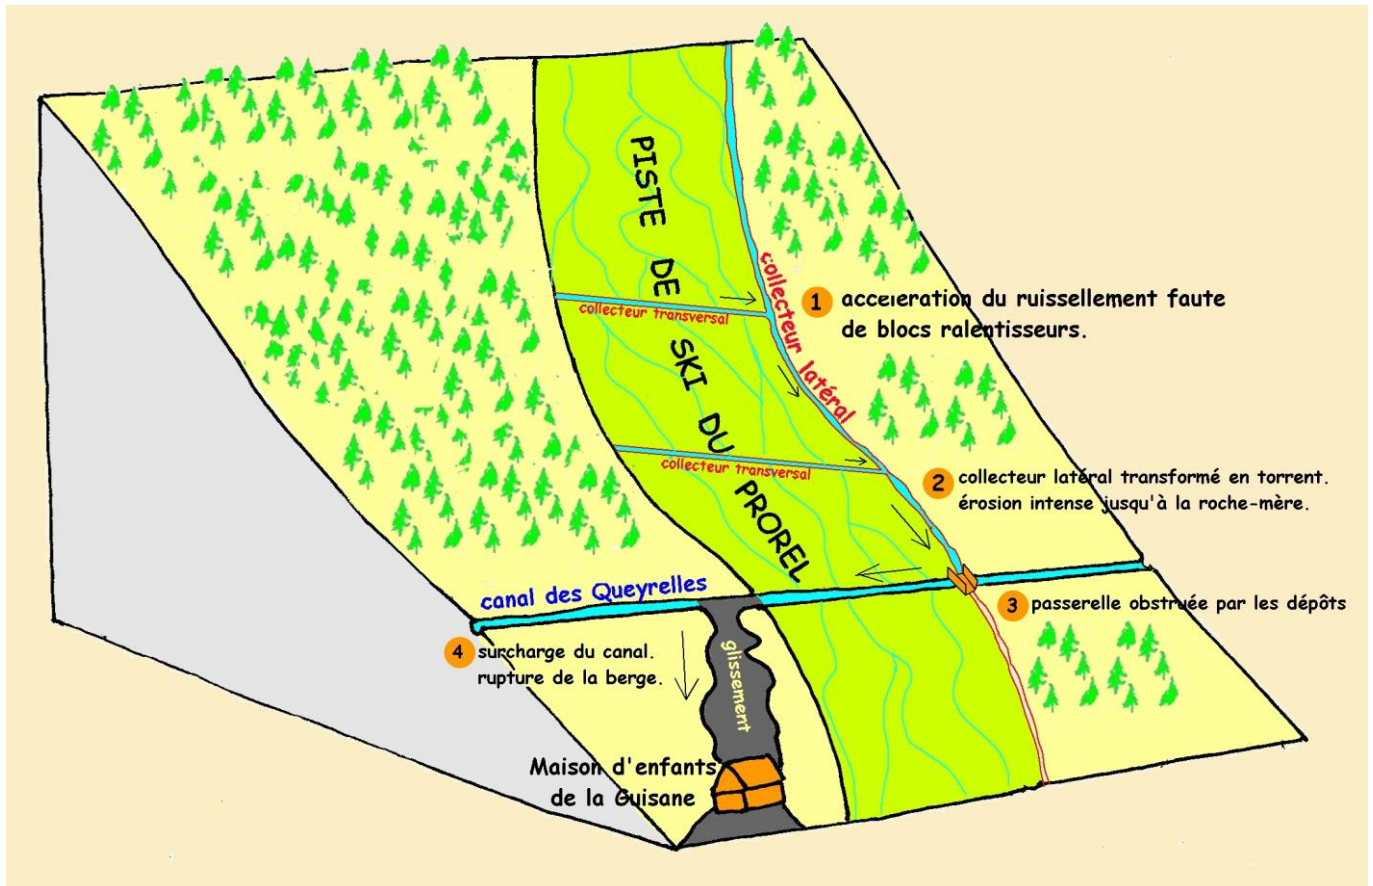 PISTE DE SKI DU PROREL
collecteur transversal
collecteur latéral
1 acceleration du ruissellement faute
de blocs ralentisseurs.
collecteur transversal
2 collecteur latéral transformé en torrent.
érosion intense jusqu'à la roche-mère.
canal des Queyrelles
3 passerelle obstruée par les dépôts
4 surcharge du canal.
rupture de la berge.
glissement
Maison d'enfants
de la Guisane